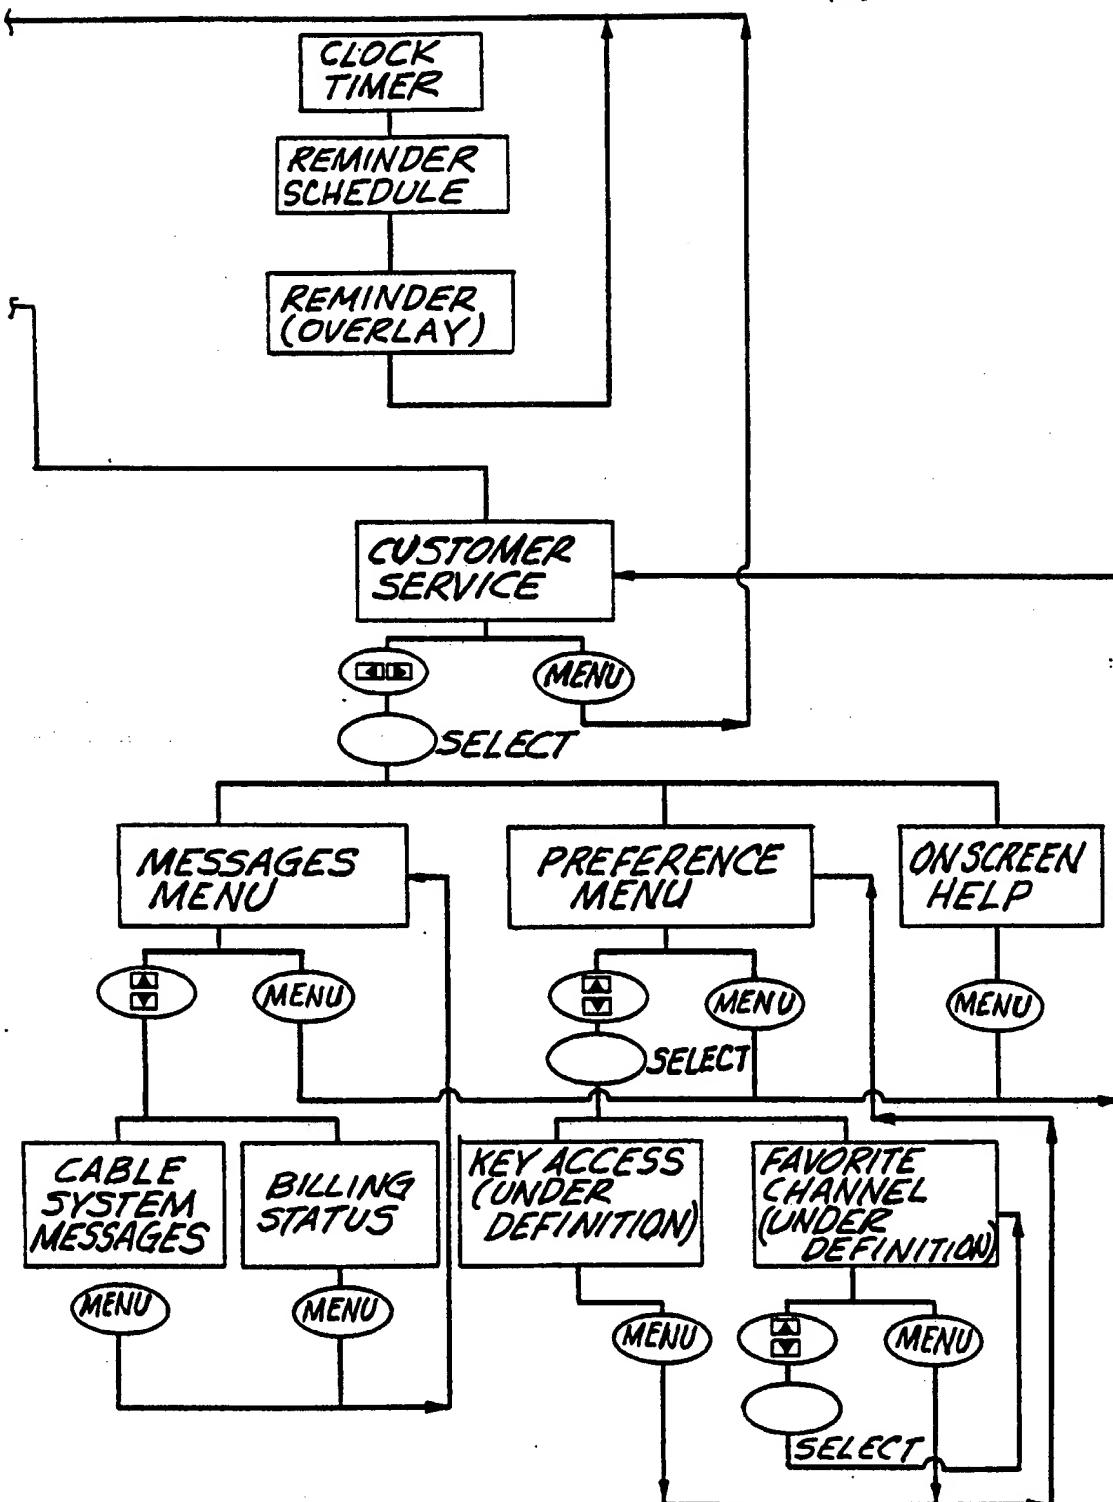 CLOCK
TIMER
REMINDER
SCHEDULE
REMINDER
(OVERLAY)
CUSTOMER
SERVICE
MENU
SELECT
MESSAGES
MENU
PREFERENCE
MENU
ON SCREEN
HELP
MENU
MENU
MENU
SELECT
CABLE
SYSTEM
MESSAGES
BILLING
STATUS
KEY ACCESS
(UNDER
DEFINITION)
FAVORITE
CHANNEL
(UNDER
DEFINITION)
MENU
MENU
MENU
MENU
SELECT